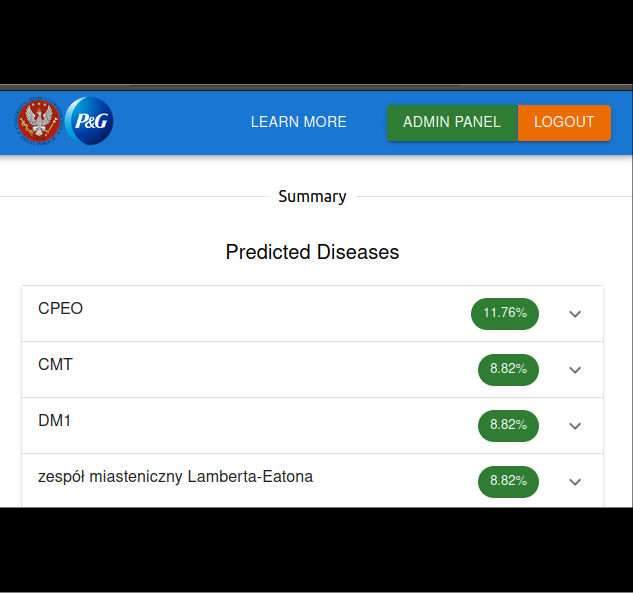 P&G
LEARN MORE
ADMIN PANEL
LOGOUT
Summary
Predicted Diseases
CPEO
11.76%
CMT
8.82%
DM1
8.82%
zespół miasteniczny Lamberta-Eatona
8.82%